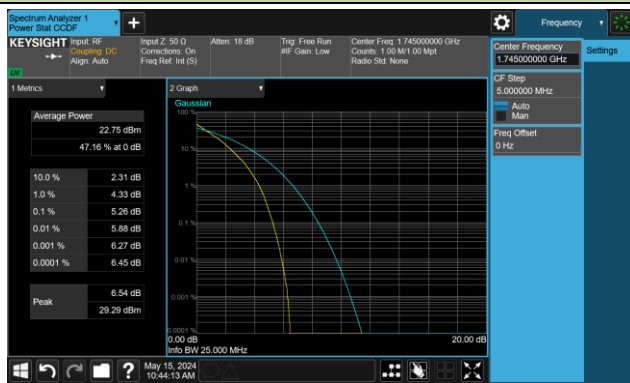 Spectrum Analyzer 1
Power Stat CCDF
Frequency
KEYSIGHT
Input: RF
Coupling: DC
Align: Auto
Input Z: 50 Ω
Corrections: On
Freq Ref: Int (S)
Atten: 18 dB
Trig: Free Run
#IF Gain: Low
Center Freq: 1.745000000 GHz
Counts: 1.00 M/1.00 Mpt
Radio Std: None
LXI
Center Frequency
1.745000000 GHz
Settings
CF Step
5.000000 MHz
Auto
Man
Freq Offset
0 Hz
1 Metrics
Average Power
22.75 dBm
47.16 % at 0 dB
10.0 % 2.31 dB
1.0 % 4.33 dB
0.1 % 5.26 dB
0.01 % 5.88 dB
0.001 % 6.27 dB
0.0001 % 6.45 dB
Peak 6.54 dB
29.29 dBm
2 Graph
Gaussian
100 %
10 %
1 %
0.1 %
0.01 %
0.001 %
0.0001 %
0.00 dB 20.00 dB
Info BW 25.000 MHz
?
May 15, 2024
10:44:13 AM